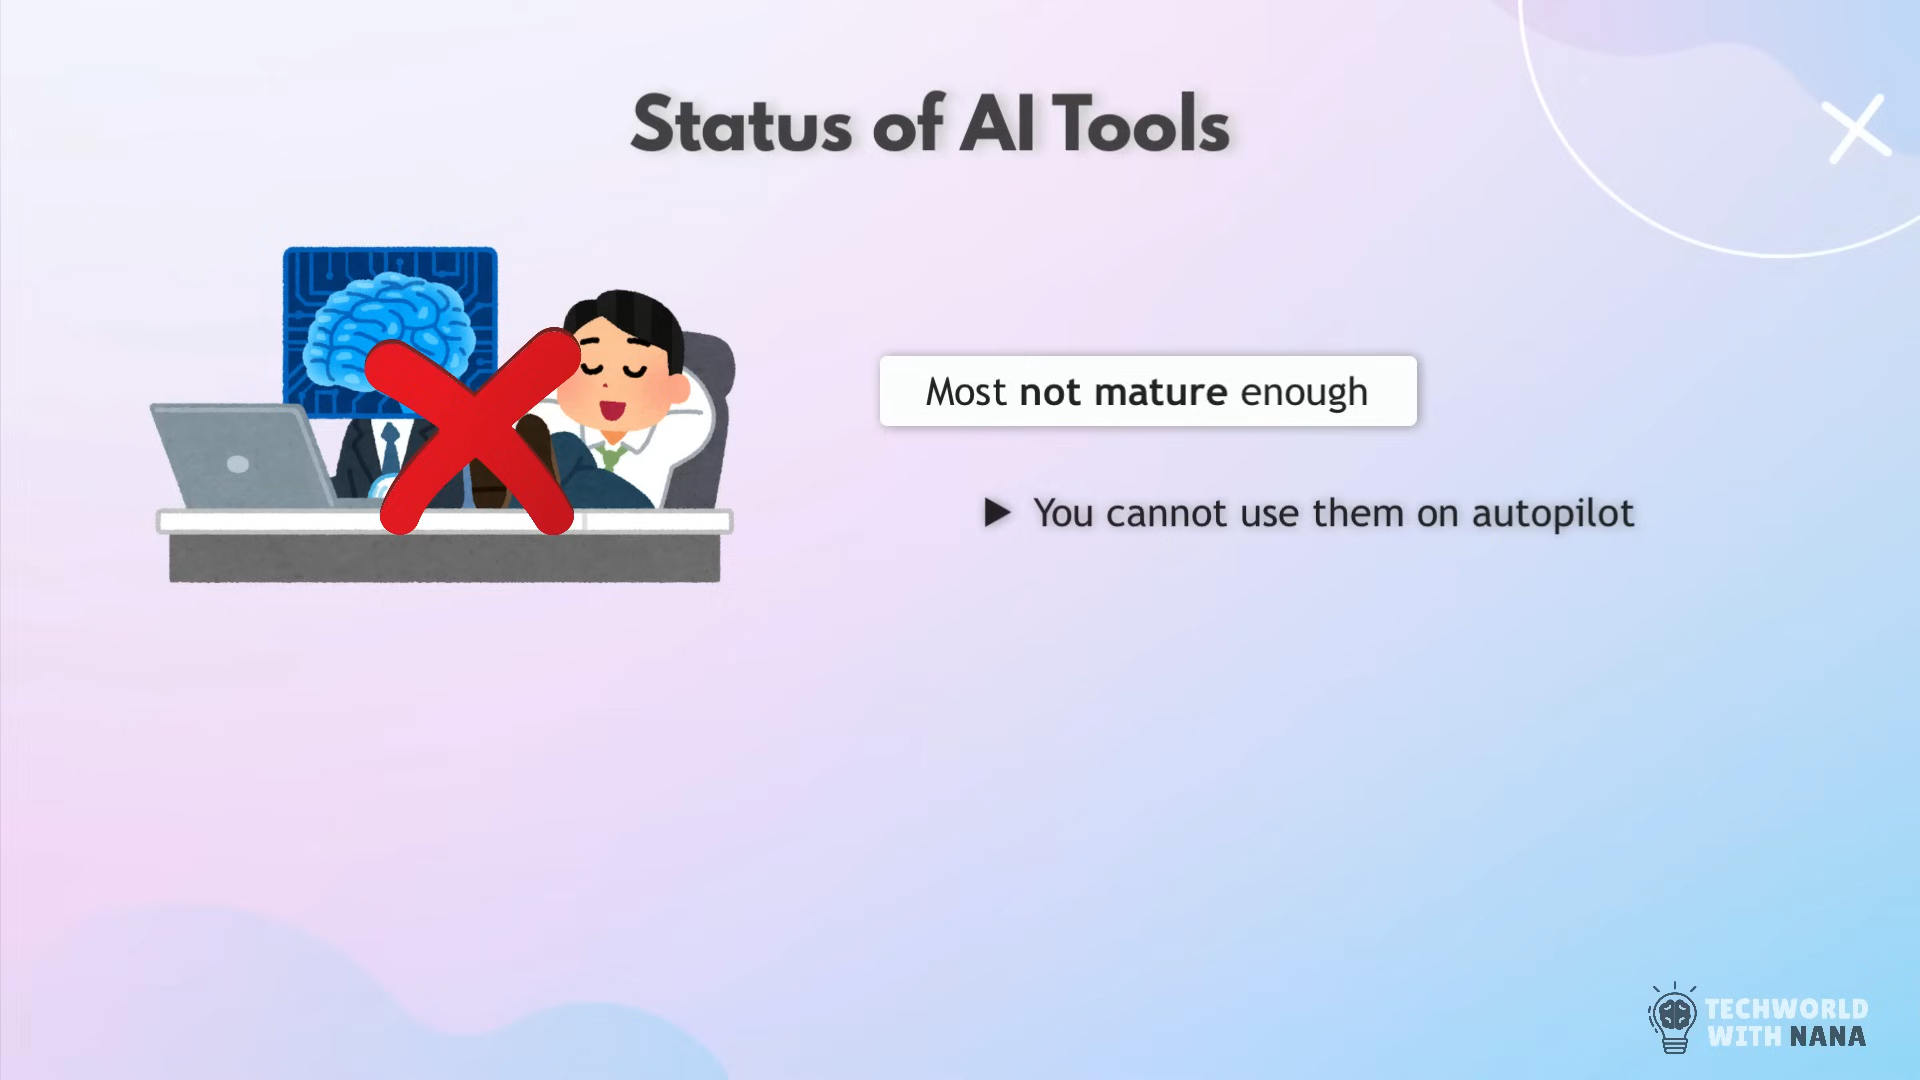 Status of AI Tools
Most not mature enough
▶ You cannot use them on autopilot
TECHWORLD
WITH NANA